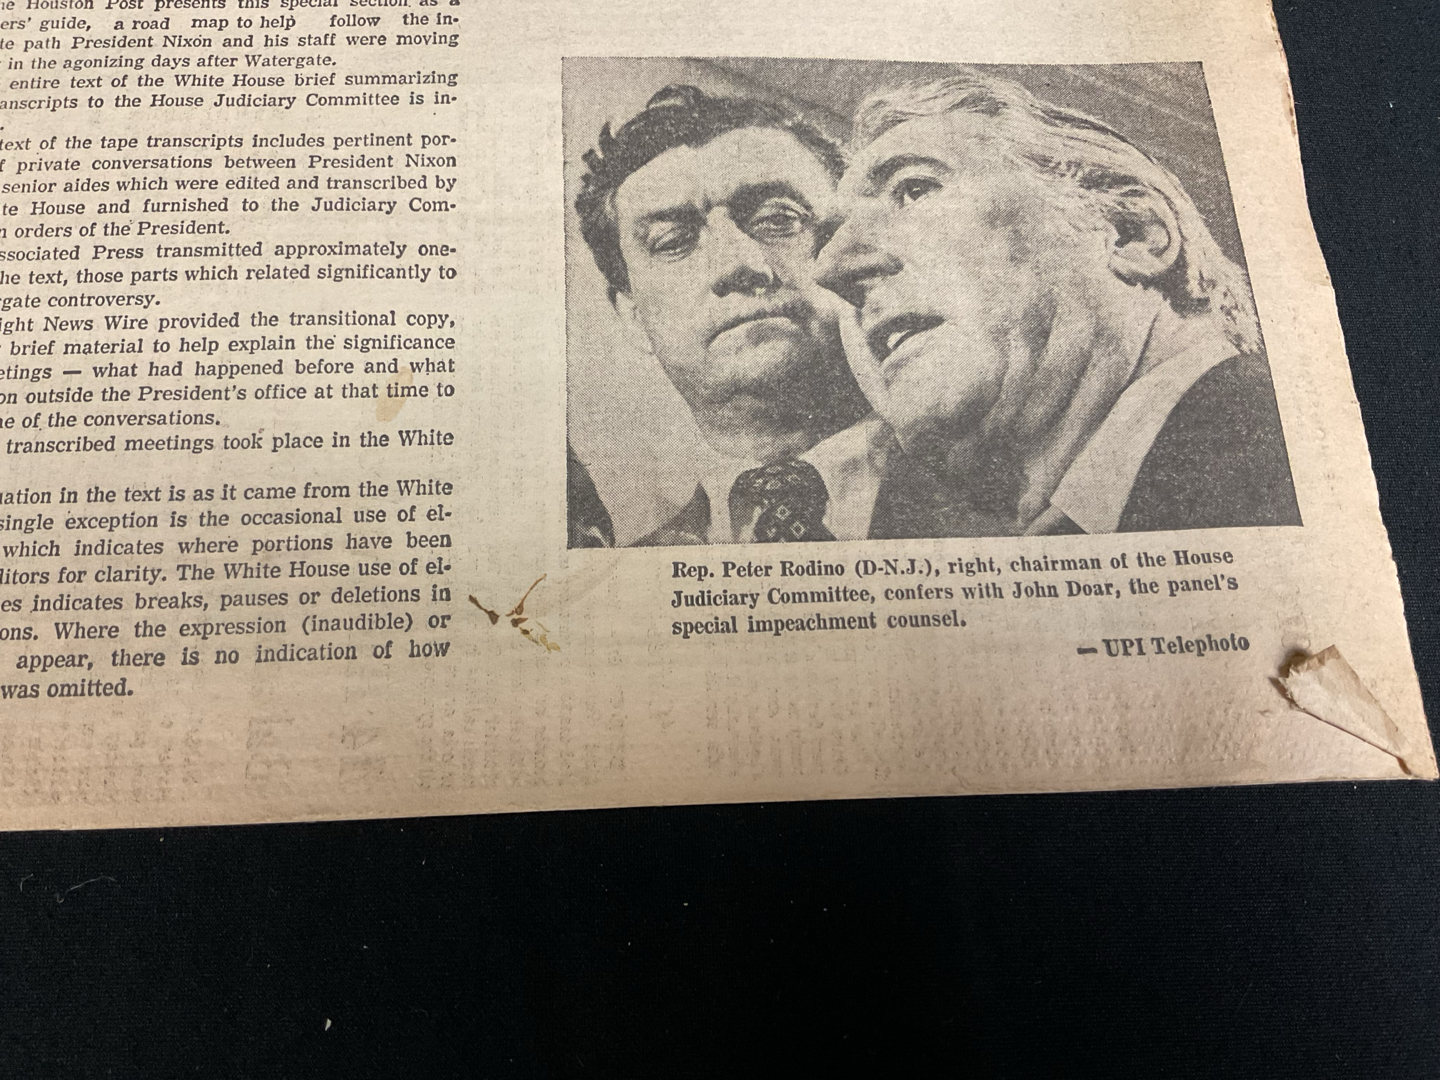 Houston Post presents this special section as a
ers' guide, a road map to help follow the in-
te path President Nixon and his staff were moving
in the agonizing days after Watergate.
entire text of the White House brief summarizing
anscripts to the House Judiciary Committee is in-
.
text of the tape transcripts includes pertinent por-
f private conversations between President Nixon
senior aides which were edited and transcribed by
te House and furnished to the Judiciary Com-
n orders of the President.
ssociated Press transmitted approximately one-
he text, those parts which related significantly to
rgate controversy.
ight News Wire provided the transitional copy,
brief material to help explain the significance
etings — what had happened before and what
on outside the President's office at that time to
ne of the conversations.
transcribed meetings took place in the White
uation in the text is as it came from the White
single exception is the occasional use of el-
which indicates where portions have been
ditors for clarity. The White House use of el-
es indicates breaks, pauses or deletions in
ons. Where the expression (inaudible) or
appear, there is no indication of how
was omitted.
Rep. Peter Rodino (D-N.J.), right, chairman of the House
Judiciary Committee, confers with John Doar, the panel's
special impeachment counsel.
— UPI Telephoto